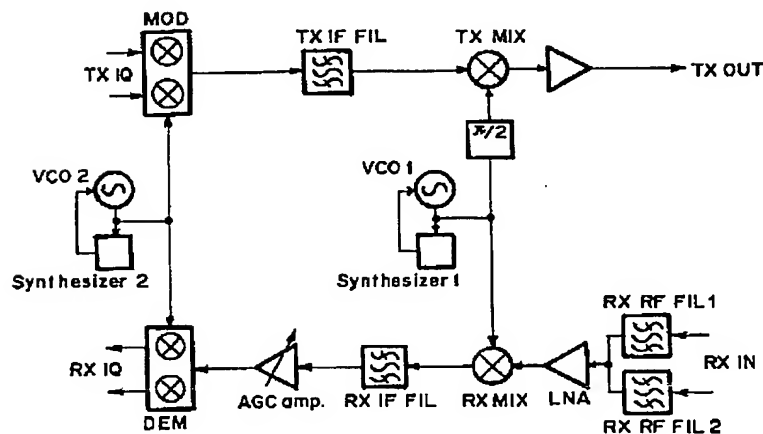 MOD
TX IF FIL
TX MIX
TX IQ
TX OUT
π/2
VCO 2
VCO 1
Synthesizer 2
Synthesizer 1
RX RF FIL 1
RX IN
RX IQ
AGC amp.
RX IF FIL
RX MIX
LNA
DEM
RX RF FIL 2